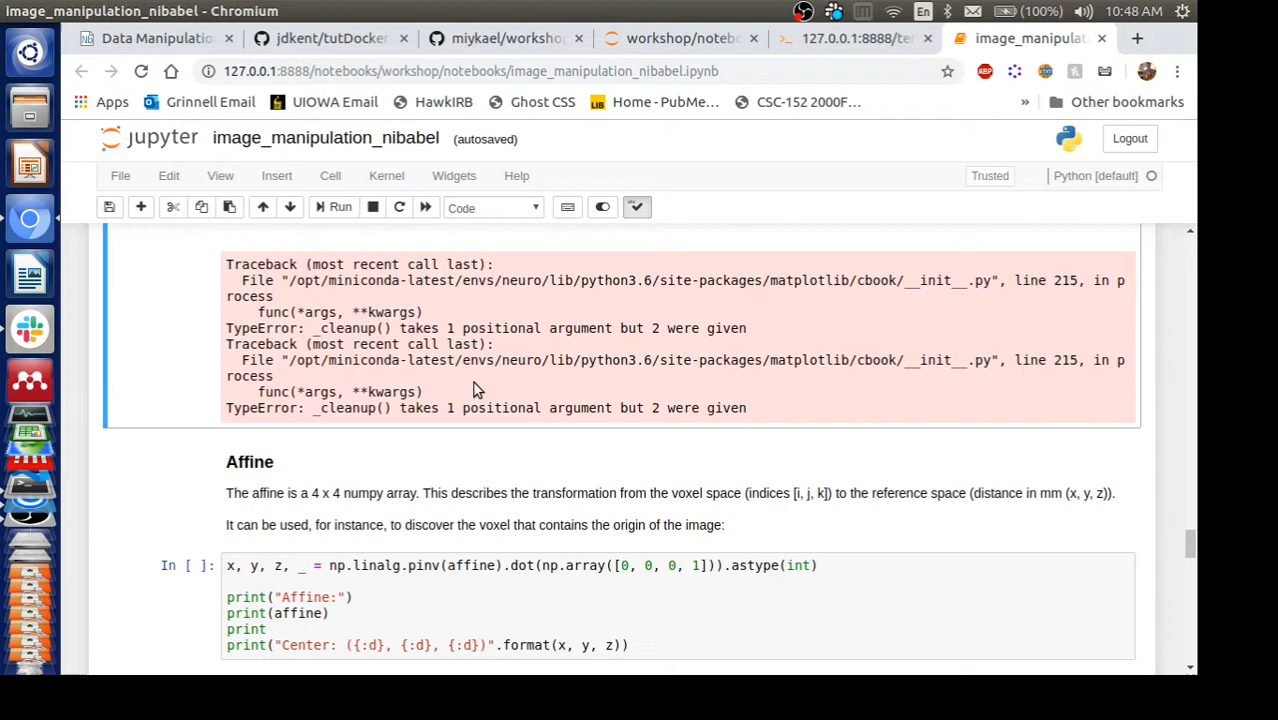 image_manipulation_nibabel - Chromium
En
(100%)
10:48 AM
Data Manipulatio
jdkent/tutDocker
miykael/workshop
workshop/noteb
127.0.0.1:8888/ter
image_manipulat
127.0.0.1:8888/notebooks/workshop/notebooks/image_manipulation_nibabel.ipynb
ABP
Apps
Grinnell Email
UIOWA Email
HawkIRB
Ghost CSS
LIB
Home - PubMe...
CSC-152 2000F...
»
Other bookmarks
jupyter
image_manipulation_nibabel
(autosaved)
Logout
File
Edit
View
Insert
Cell
Kernel
Widgets
Help
Trusted
Python [default]
Run
Code
Traceback (most recent call last):
File "/opt/miniconda-latest/envs/neuro/lib/python3.6/site-packages/matplotlib/cbook/__init__.py", line 215, in p
rocess
func(*args, **kwargs)
TypeError: _cleanup() takes 1 positional argument but 2 were given
Traceback (most recent call last):
File "/opt/miniconda-latest/envs/neuro/lib/python3.6/site-packages/matplotlib/cbook/__init__.py", line 215, in p
rocess
func(*args, **kwargs)
TypeError: _cleanup() takes 1 positional argument but 2 were given
Affine
The affine is a 4 x 4 numpy array. This describes the transformation from the voxel space (indices [i, j, k]) to the reference space (distance in mm (x, y, z)).
It can be used, for instance, to discover the voxel that contains the origin of the image:
In [ ]:
x, y, z, _ = np.linalg.pinv(affine).dot(np.array([0, 0, 0, 1])).astype(int)
print("Affine:")
print(affine)
print
print("Center: ({:d}, {:d}, {:d})".format(x, y, z))